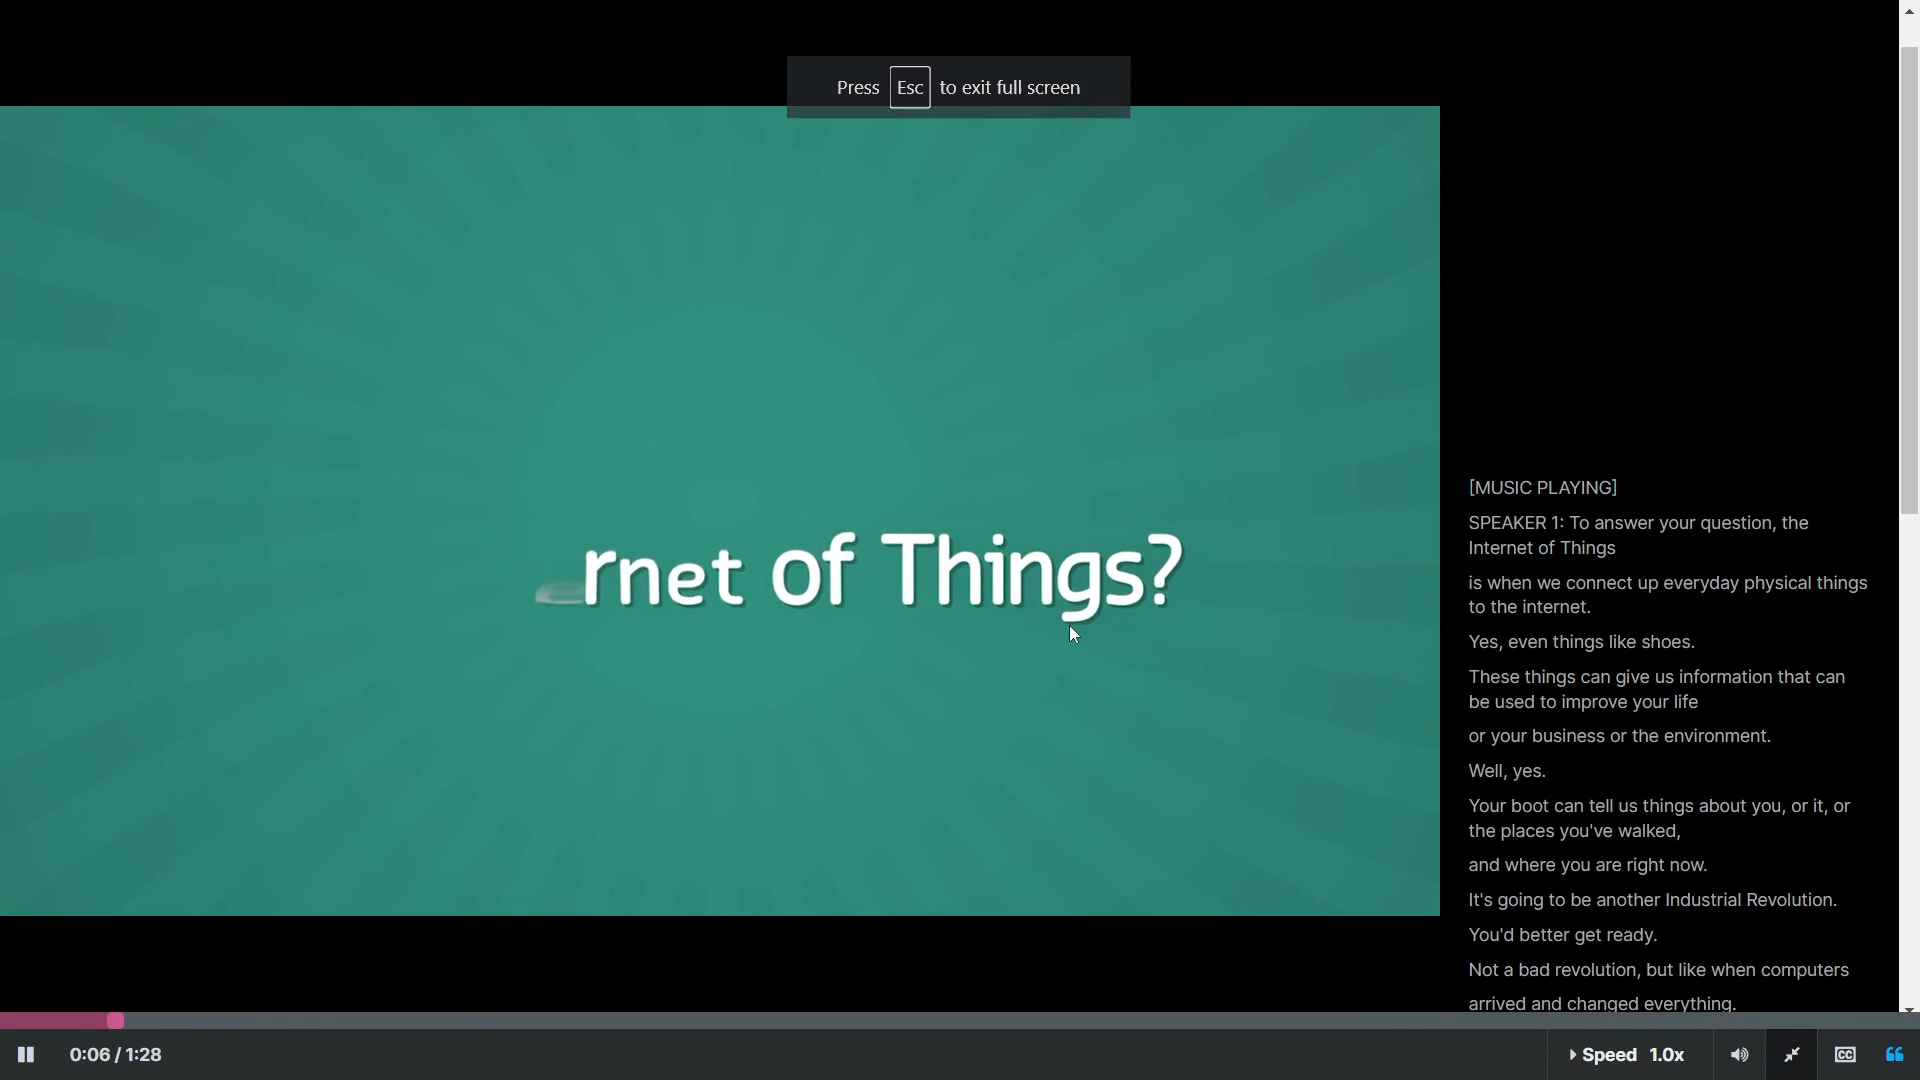 Press Esc to exit full screen
rnet of Things?
[MUSIC PLAYING]
SPEAKER 1: To answer your question, the
Internet of Things
is when we connect up everyday physical things
to the internet.
Yes, even things like shoes.
These things can give us information that can
be used to improve your life
or your business or the environment.
Well, yes.
Your boot can tell us things about you, or it, or
the places you've walked,
and where you are right now.
It's going to be another Industrial Revolution.
You'd better get ready.
Not a bad revolution, but like when computers
arrived and changed everything.
0:06 / 1:28
Speed 1.0x
CC